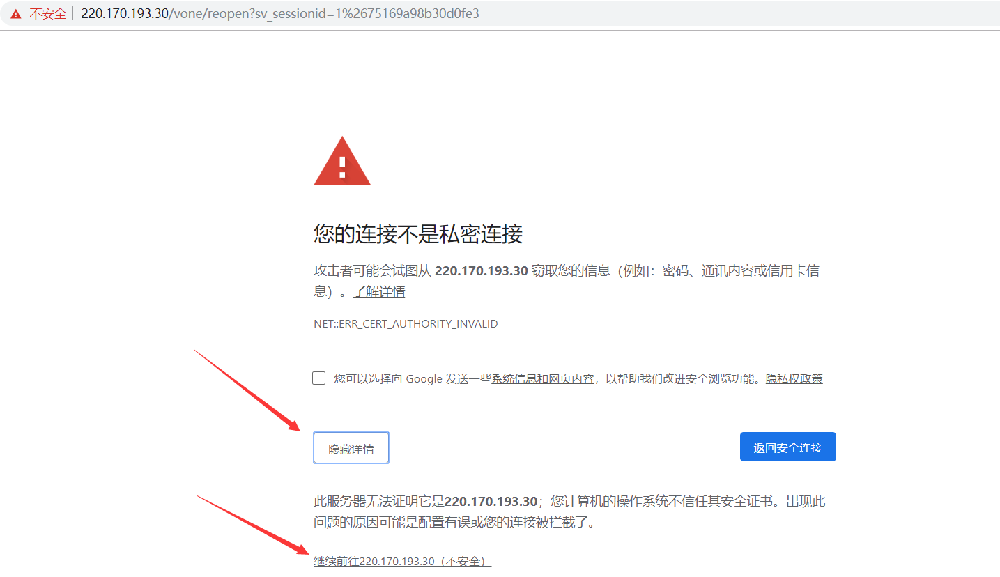 不安全 | 220.170.193.30/vone/reopen?sv_sessionid=1%2675169a98b30d0fe3
您的连接不是私密连接
攻击者可能会试图从 220.170.193.30 窃取您的信息（例如：密码、通讯内容或信用卡信
息）。了解详情
NET::ERR_CERT_AUTHORITY_INVALID
您可以选择向 Google 发送一些系统信息和网页内容，以帮助我们改进安全浏览功能。隐私权政策
隐藏详情
返回安全连接
此服务器无法证明它是220.170.193.30；您计算机的操作系统不信任其安全证书。出现此
问题的原因可能是配置有误或您的连接被拦截了。
继续前往220.170.193.30（不安全）